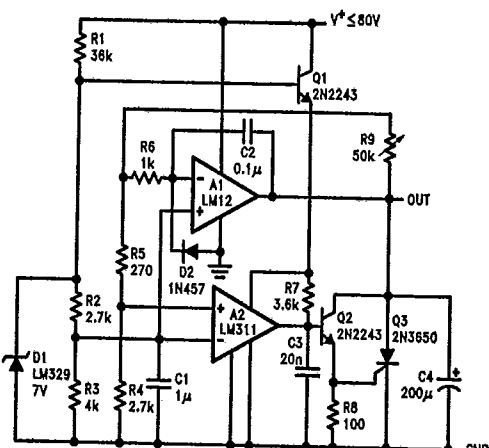 V⁺ ≤ 80V
R1
36k
Q1
2N2243
R6
1k
C2
0.1μ
R9
50k
A1
LM12
OUT
R5
270
D2
1N457
R2
2.7k
R7
3.6k
A2
LM311
Q2
2N2243
Q3
2N3650
D1
LM329
7V
R3
4k
R4
2.7k
C1
1μ
C3
20n
R8
100
C4
200μ